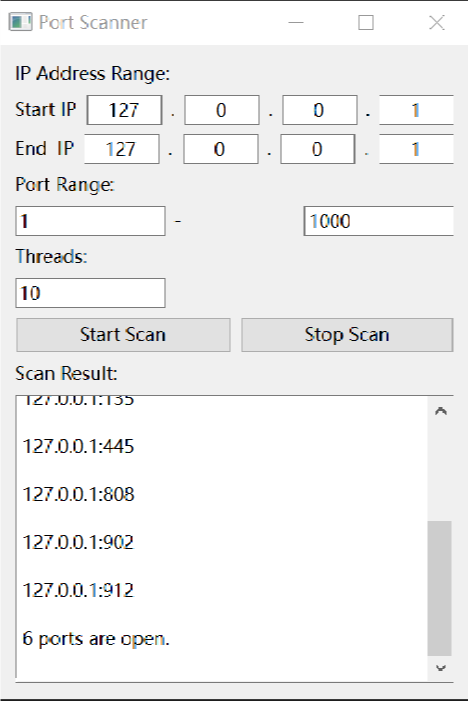 Port Scanner
IP Address Range:
Start IP 127 . 0 . 0 . 1
End IP 127 . 0 . 0 . 1
Port Range:
1 - 1000
Threads:
10
Start Scan Stop Scan
Scan Result:
127.0.0.1:135
127.0.0.1:445
127.0.0.1:808
127.0.0.1:902
127.0.0.1:912
6 ports are open.